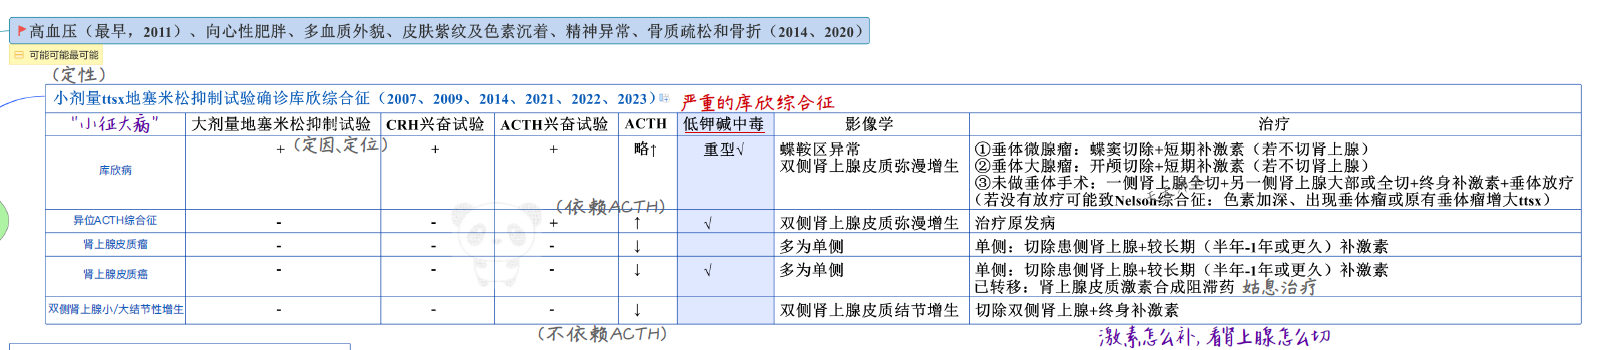 高血压（最早，2011）、向心性肥胖、多血质外貌、皮肤紫纹及色素沉着、精神异常、骨质疏松和骨折（2014、2020）
可能可能最可能
(定性)
小剂量ttsx地塞米松抑制试验确诊库欣综合征（2007、2009、2014、2021、2022、2023）
严重的库欣综合征
"小征大病" 大剂量地塞米松抑制试验 CRH兴奋试验 ACTH兴奋试验 ACTH 低钾碱中毒 影像学 治疗
库欣病 + (定因、定位) + + 略↑ 重型√
蝶鞍区异常
双侧肾上腺皮质弥漫增生
①垂体微腺瘤：蝶窦切除+短期补激素（若不切肾上腺）
②垂体大腺瘤：开颅切除+短期补激素（若不切肾上腺）
③未做垂体手术：一侧肾上腺全切+另一侧肾上腺大部或全切+终身补激素+垂体放疗
（若没有放疗可能致Nelson综合征：色素加深、出现垂体瘤或原有垂体瘤增大ttsx）
(依赖ACTH)
异位ACTH综合征 - - + ↑ √ 双侧肾上腺皮质弥漫增生 治疗原发病
肾上腺皮质瘤 - - - ↓ 多为单侧 单侧：切除患侧肾上腺+较长期（半年-1年或更久）补激素
肾上腺皮质癌 - - - ↓ √ 多为单侧 单侧：切除患侧肾上腺+较长期（半年-1年或更久）补激素
已转移：肾上腺皮质激素合成阻滞药 姑息治疗
双侧肾上腺小/大结节性增生 - - - ↓ 双侧肾上腺皮质结节增生 切除双侧肾上腺+终身补激素
(不依赖ACTH)
激素怎么补，看肾上腺怎么切